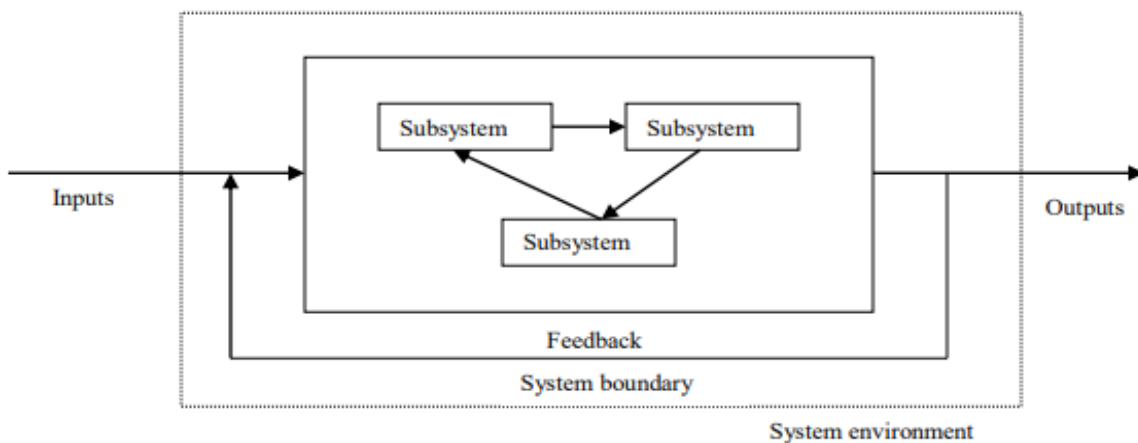 Subsystem
Subsystem
Inputs
Outputs
Subsystem
Feedback
System boundary
System environment